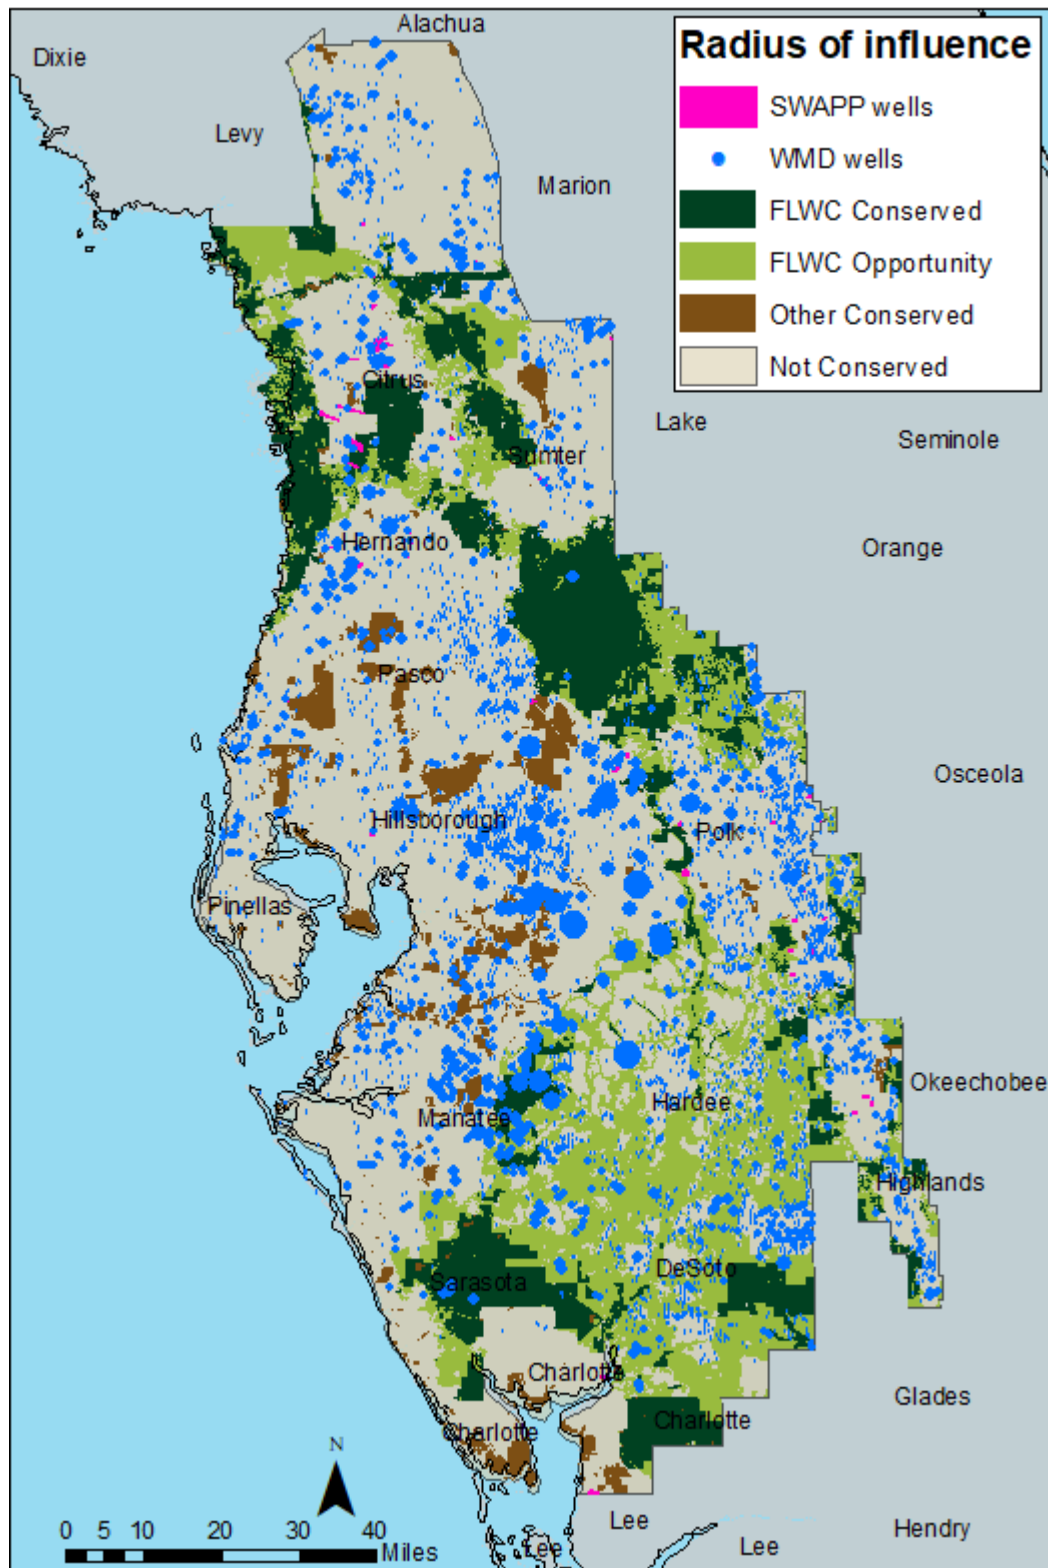 Alachua
Radius of influence
Dixie
SWAPP wells
Levy
WMD wells
Marion
FLWC Conserved
FLWC Opportunity
Other Conserved
Not Conserved
Citrus
Lake
Seminole
Sumter
Hernando
Orange
Pasco
Osceola
Hillsborough
Polk
Pinellas
Okeechobee
Manatee
Hardee
Highlands
DeSoto
Sarasota
Charlotte
Glades
Charlotte
Charlotte
N
Lee
Hendry
0 5 10 20 30 40
Miles
Lee
Lee